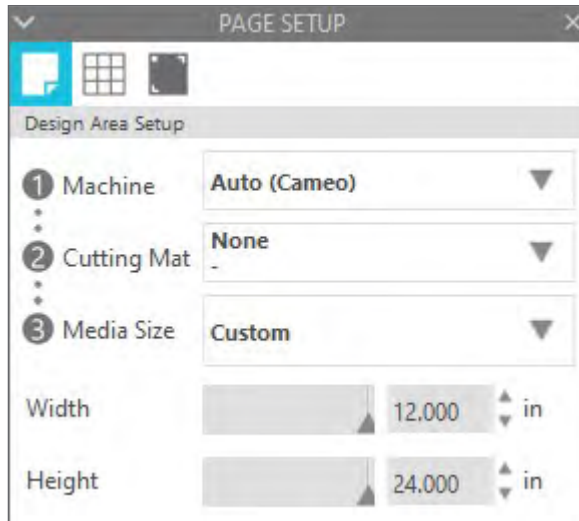 PAGE SETUP
Design Area Setup
1 Machine Auto (Cameo)
2 Cutting Mat None
-
3 Media Size Custom
Width 12.000 in
Height 24.000 in